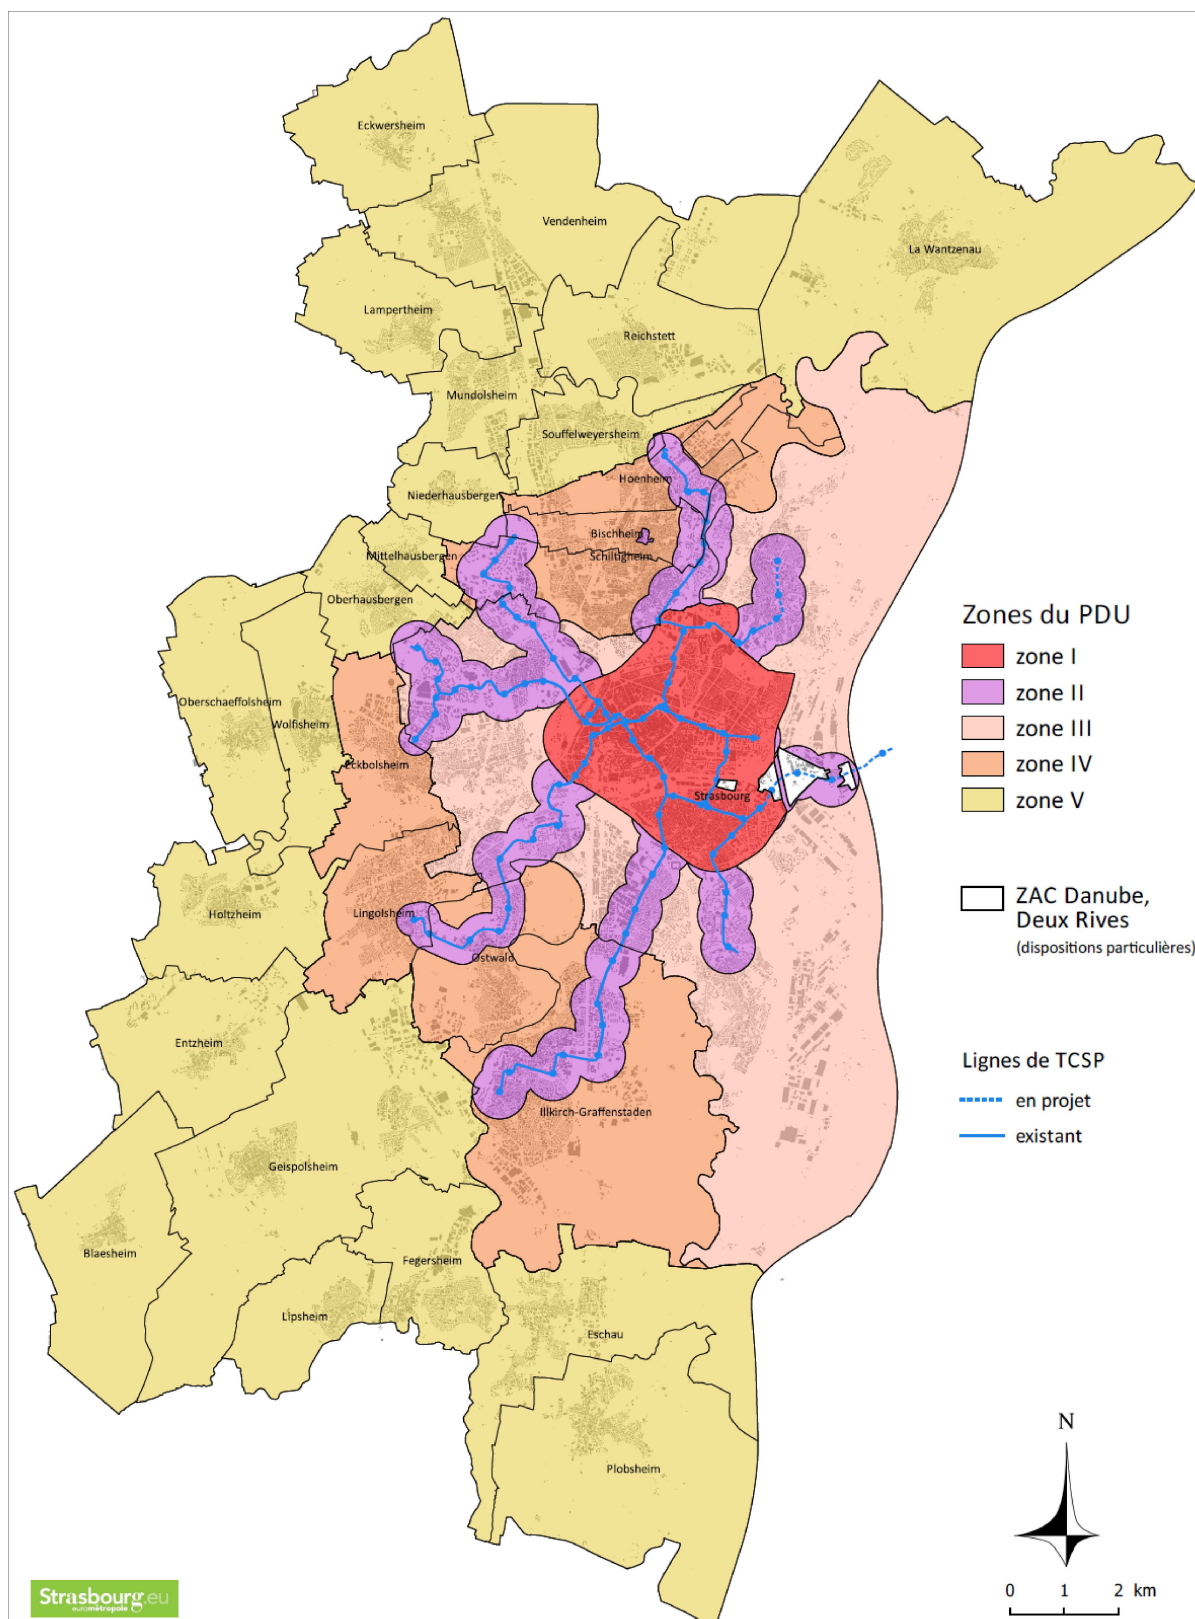 Eckwersheim
Vendenheim
La Wantzenau
Lampertheim
Reichstett
Mundolsheim
Souffelweyersheim
Hoenheim
Niederhausbergen
Bischheim
Mittelhausbergen
Schiltigheim
Oberhausbergen
Oberschaeffolsheim
Wolfisheim
Eckbolsheim
Strasbourg
Holtzheim
Lingolsheim
Ostwald
Entzheim
Illkirch-Graffenstaden
Geispolsheim
Blaesheim
Fegersheim
Lipsheim
Eschau
Plobsheim
Zones du PDU
zone I
zone II
zone III
zone IV
zone V
ZAC Danube,
Deux Rives
(dispositions particulières)
Lignes de TCSP
en projet
existant
N
0 1 2 km
Strasbourg.eu
eurométropole